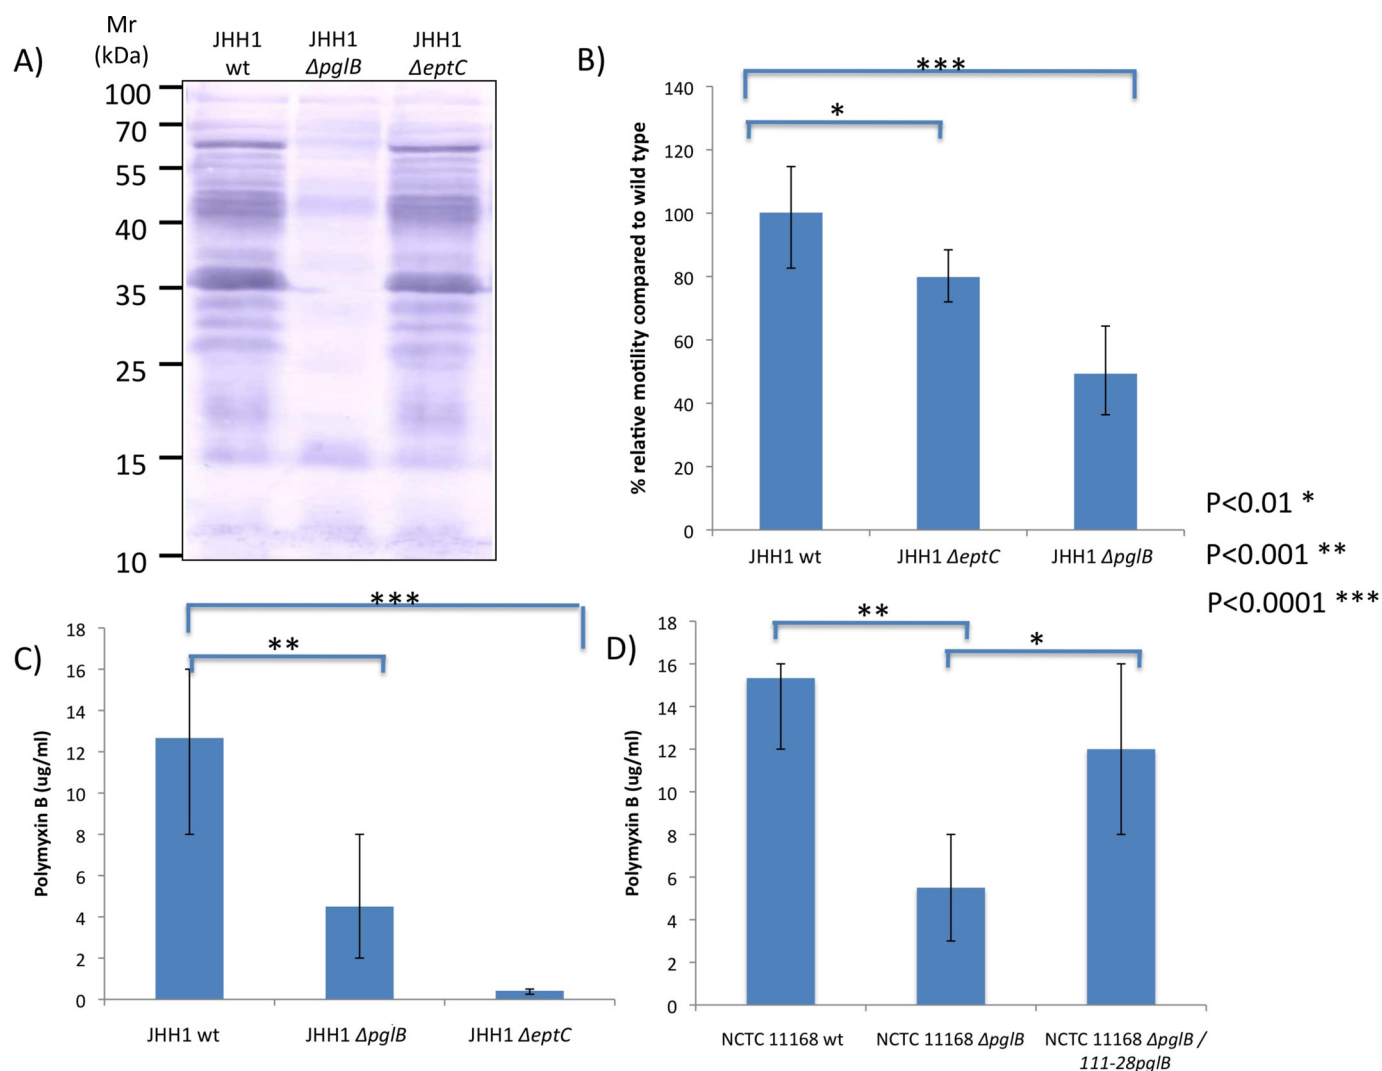 A)
Mr
(kDa)
JHH1
wt
JHH1
ΔpglB
JHH1
ΔeptC
100
70
55
40
35
25
15
10
B)
***
*
% relative motility compared to wild type
140
120
100
80
60
40
20
0
JHH1 wt
JHH1 ΔeptC
JHH1 ΔpglB
P<0.01 *
P<0.001 **
P<0.0001 ***
C)
***
**
Polymyxin B (ug/ml)
18
16
14
12
10
8
6
4
2
0
JHH1 wt
JHH1 ΔpglB
JHH1 ΔeptC
D)
**
*
Polymyxin B (ug/ml)
18
16
14
12
10
8
6
4
2
0
NCTC 11168 wt
NCTC 11168 ΔpglB
NCTC 11168 ΔpglB /
111-28pglB